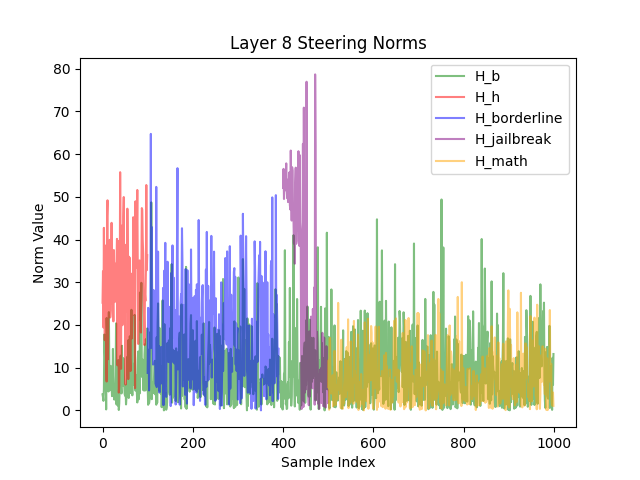 Layer 8 Steering Norms
H_b
H_h
H_borderline
H_jailbreak
H_math
80
70
60
50
40
30
20
10
0
Norm Value
0
200
400
600
800
1000
Sample Index